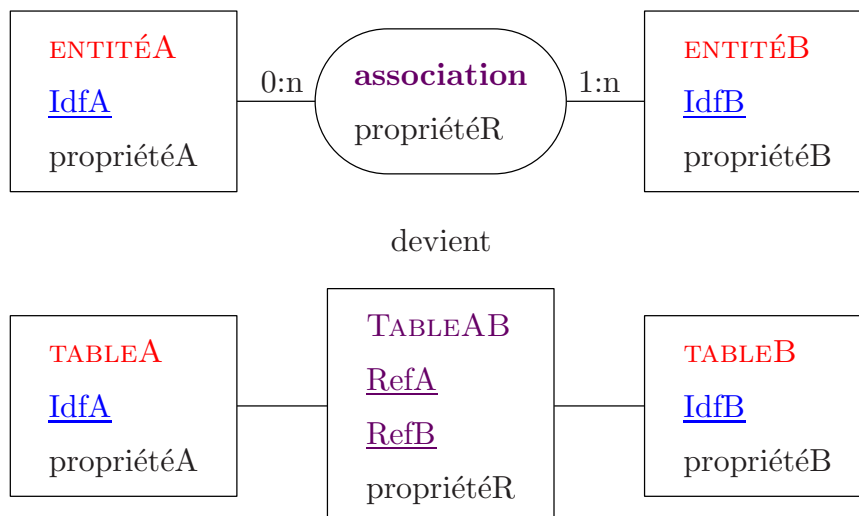 ENTITÉA
IdfA
propriétéA
0:n
association
propriétéR
1:n
ENTITÉB
IdfB
propriétéB
devient
TABLEA
IdfA
propriétéA
TABLEAB
RefA
RefB
propriétéR
TABLEB
IdfB
propriétéB